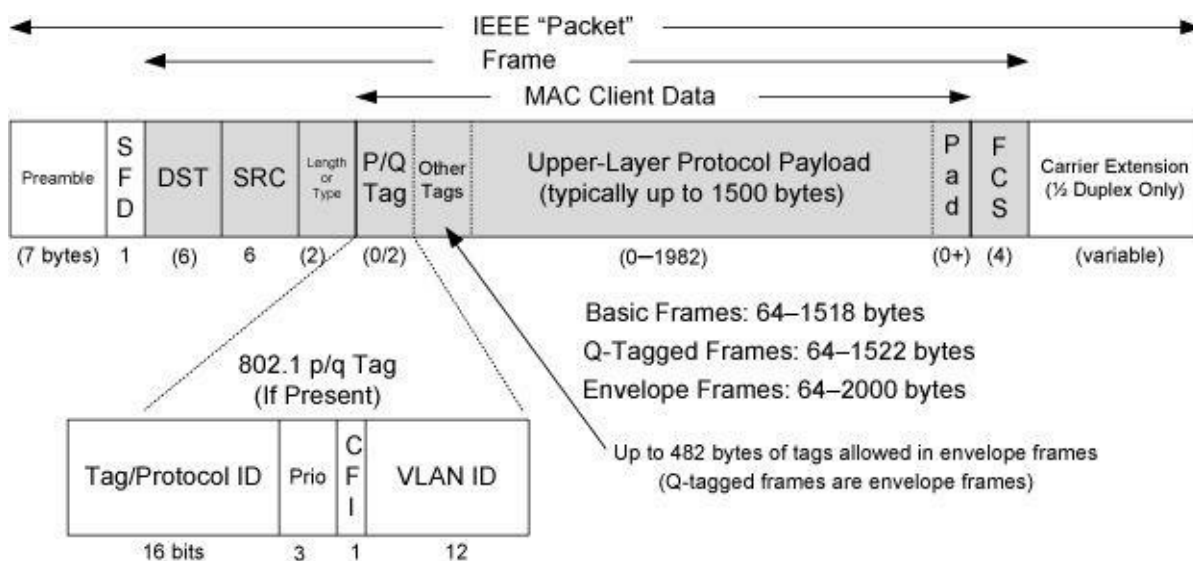 IEEE “Packet”
Frame
MAC Client Data
Preamble
SFD
DST
SRC
Length
or
Type
P/Q
Tag
Other
Tags
Upper-Layer Protocol Payload
(typically up to 1500 bytes)
Pad
FCS
Carrier Extension
(½ Duplex Only)
(7 bytes) 1 (6) 6 (2) (0/2) (0–1982) (0+) (4) (variable)
Basic Frames: 64–1518 bytes
Q-Tagged Frames: 64–1522 bytes
Envelope Frames: 64–2000 bytes
802.1 p/q Tag
(If Present)
Up to 482 bytes of tags allowed in envelope frames
(Q-tagged frames are envelope frames)
Tag/Protocol ID
Prio
CFI
VLAN ID
16 bits 3 1 12